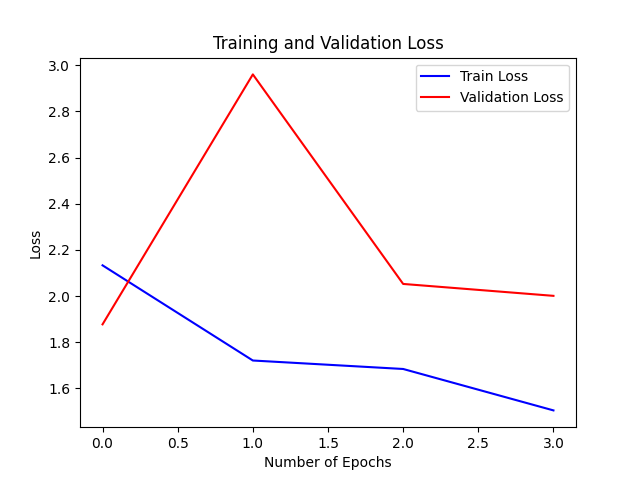 Training and Validation Loss
Train Loss
Validation Loss
3.0
2.8
2.6
2.4
2.2
2.0
1.8
1.6
Loss
0.0 0.5 1.0 1.5 2.0 2.5 3.0
Number of Epochs